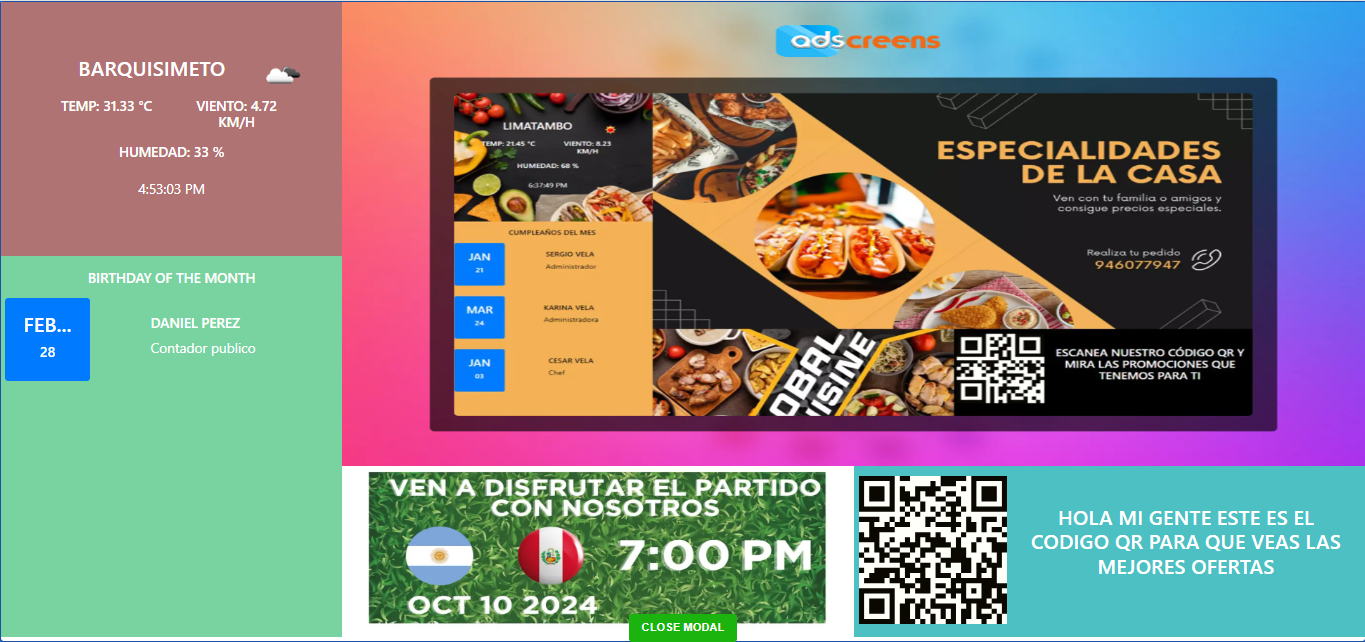 BARQUISIMETO
TEMP: 31.33 °C
VIENTO: 4.72
KM/H
HUMEDAD: 33 %
4:53:03 PM
BIRTHDAY OF THE MONTH
FEB...
28
DANIEL PEREZ
Contador publico
adscreens
LIMATAMBO
TEMP: 21.45 °C
VIENTO: 8.23
KM/H
HUMEDAD: 68 %
6:37:49 PM
CUMPLEAÑOS DEL MES
JAN
21
SERGIO VELA
Administrador
MAR
24
KARINA VELA
Administradora
JAN
03
CESAR VELA
Chef
ESPECIALIDADES
DE LA CASA
Ven con tu familia o amigos y
consigue precios especiales.
Realiza tu pedido
946077947
OBAL
ISINE
ESCANEA NUESTRO CÓDIGO QR Y
MIRA LAS PROMOCIONES QUE
TENEMOS PARA TI
VEN A DISFRUTAR EL PARTIDO
CON NOSOTROS
7:00 PM
OCT 10 2024
HOLA MI GENTE ESTE ES EL
CODIGO QR PARA QUE VEAS LAS
MEJORES OFERTAS
CLOSE MODAL